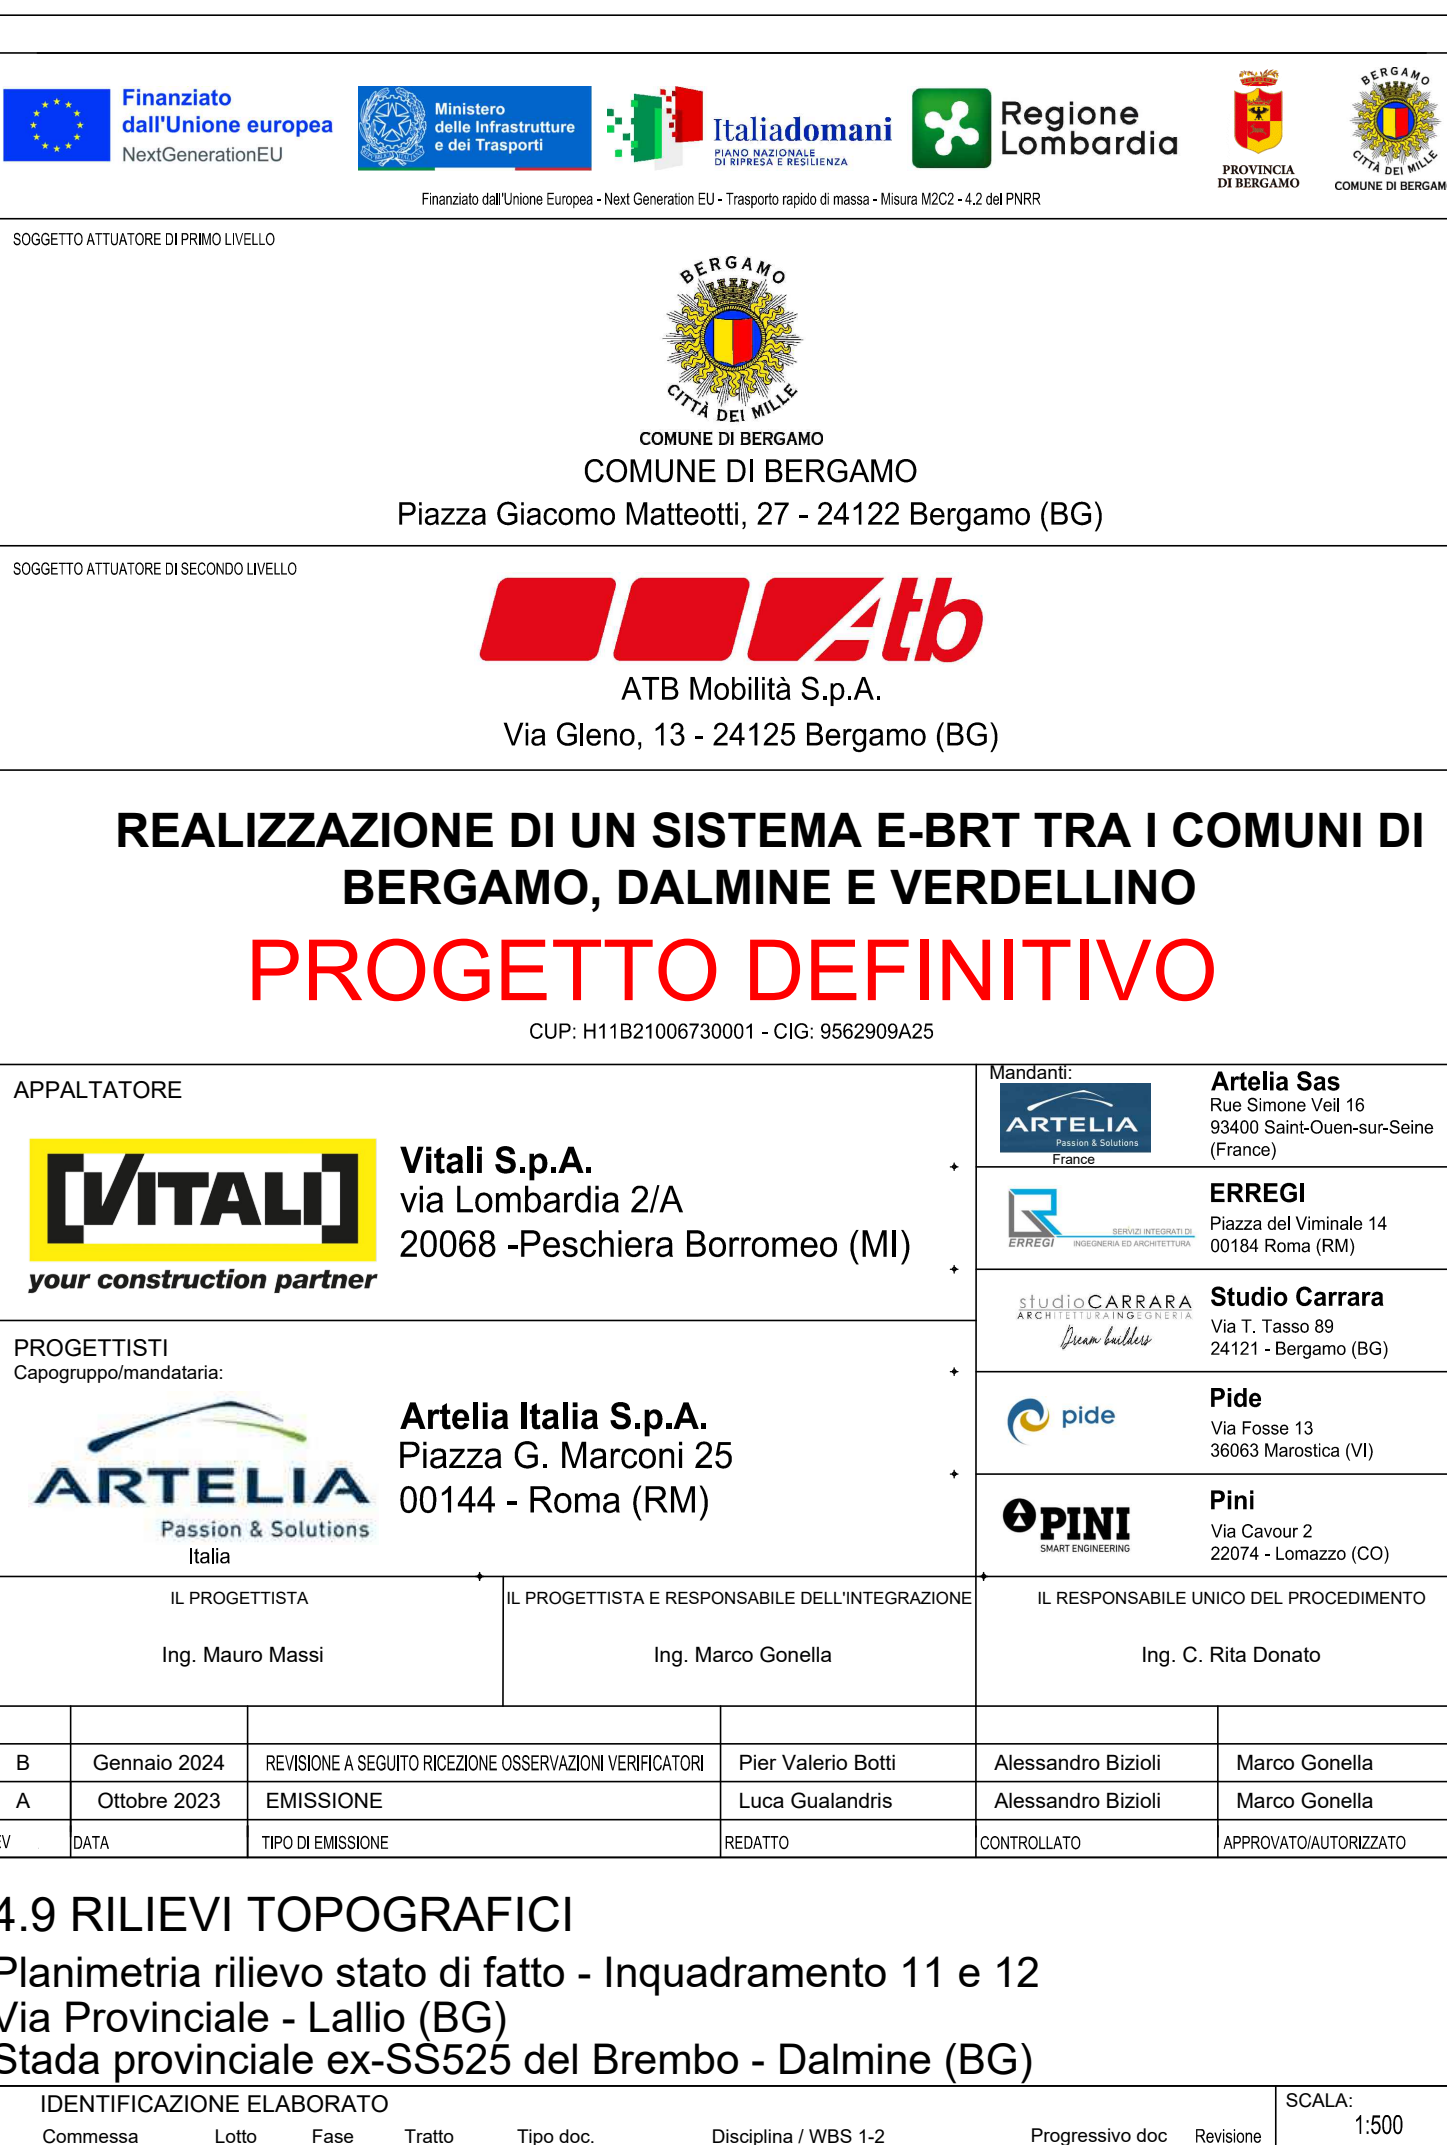 Finanziato
dall'Unione europea
NextGenerationEU
Ministero
delle Infrastrutture
e dei Trasporti
Italiadomani
PIANO NAZIONALE
DI RIPRESA E RESILIENZA
Regione
Lombardia
PROVINCIA
DI BERGAMO
BERGAMO
CITTÀ DEI MILLE
COMUNE DI BERGAM
Finanziato dall'Unione Europea - Next Generation EU - Trasporto rapido di massa - Misura M2C2 - 4.2 del PNRR
SOGGETTO ATTUATORE DI PRIMO LIVELLO
BERGAMO
CITTÀ DEI MILLE
COMUNE DI BERGAMO
COMUNE DI BERGAMO
Piazza Giacomo Matteotti, 27 - 24122 Bergamo (BG)
SOGGETTO ATTUATORE DI SECONDO LIVELLO
Atb
ATB Mobilità S.p.A.
Via Gleno, 13 - 24125 Bergamo (BG)
REALIZZAZIONE DI UN SISTEMA E-BRT TRA I COMUNI DI
BERGAMO, DALMINE E VERDELLINO
PROGETTO DEFINITIVO
CUP: H11B21006730001 - CIG: 9562909A25
APPALTATORE
VITALI
your construction partner
Vitali S.p.A.
via Lombardia 2/A
20068 -Peschiera Borromeo (MI)
PROGETTISTI
Capogruppo/mandataria:
ARTELIA
Passion & Solutions
Italia
Artelia Italia S.p.A.
Piazza G. Marconi 25
00144 - Roma (RM)
Mandanti:
ARTELIA
Passion & Solutions
France
Artelia Sas
Rue Simone Veil 16
93400 Saint-Ouen-sur-Seine
(France)
ERREGI
SERVIZI INTEGRATI DI
INGEGNERIA ED ARCHITETTURA
ERREGI
Piazza del Viminale 14
00184 Roma (RM)
studioCARRARA
ARCHITETTURAINGEGNERIA
Dream builders
Studio Carrara
Via T. Tasso 89
24121 - Bergamo (BG)
pide
Pide
Via Fosse 13
36063 Marostica (VI)
PINI
SMART ENGINEERING
Pini
Via Cavour 2
22074 - Lomazzo (CO)
IL PROGETTISTA
Ing. Mauro Massi
IL PROGETTISTA E RESPONSABILE DELL'INTEGRAZIONE
Ing. Marco Gonella
IL RESPONSABILE UNICO DEL PROCEDIMENTO
Ing. C. Rita Donato
B Gennaio 2024 REVISIONE A SEGUITO RICEZIONE OSSERVAZIONI VERIFICATORI Pier Valerio Botti Alessandro Bizioli Marco Gonella
A Ottobre 2023 EMISSIONE Luca Gualandris Alessandro Bizioli Marco Gonella
EV DATA TIPO DI EMISSIONE REDATTO CONTROLLATO APPROVATO/AUTORIZZATO
4.9 RILIEVI TOPOGRAFICI
Planimetria rilievo stato di fatto - Inquadramento 11 e 12
Via Provinciale - Lallio (BG)
Stada provinciale ex-SS525 del Brembo - Dalmine (BG)
IDENTIFICAZIONE ELABORATO
SCALA:
1:500
Commessa Lotto Fase Tratto Tipo doc. Disciplina / WBS 1-2 Progressivo doc Revisione